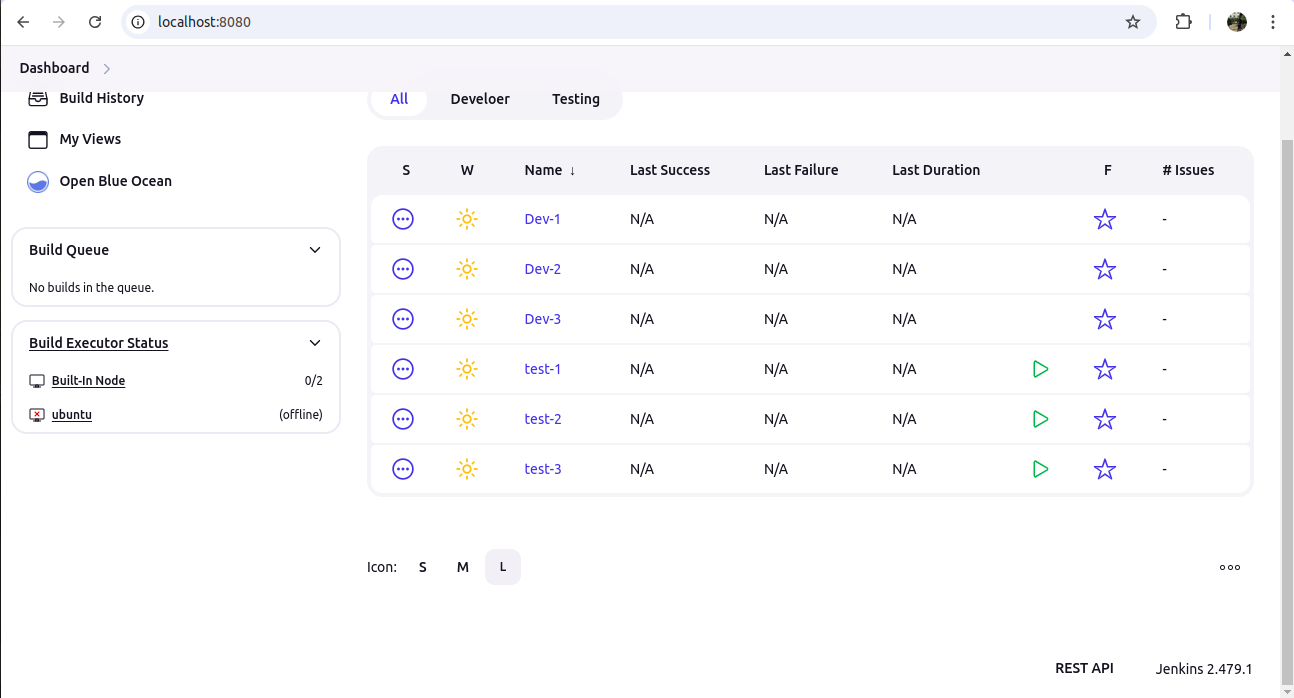 localhost:8080
Dashboard
Build History
My Views
Open Blue Ocean
Build Queue
No builds in the queue.
Build Executor Status
Built-In Node 0/2
ubuntu (offline)
All Develoer Testing
S W Name ↓ Last Success Last Failure Last Duration F # Issues
Dev-1 N/A N/A N/A -
Dev-2 N/A N/A N/A -
Dev-3 N/A N/A N/A -
test-1 N/A N/A N/A -
test-2 N/A N/A N/A -
test-3 N/A N/A N/A -
Icon: S M L
REST API Jenkins 2.479.1